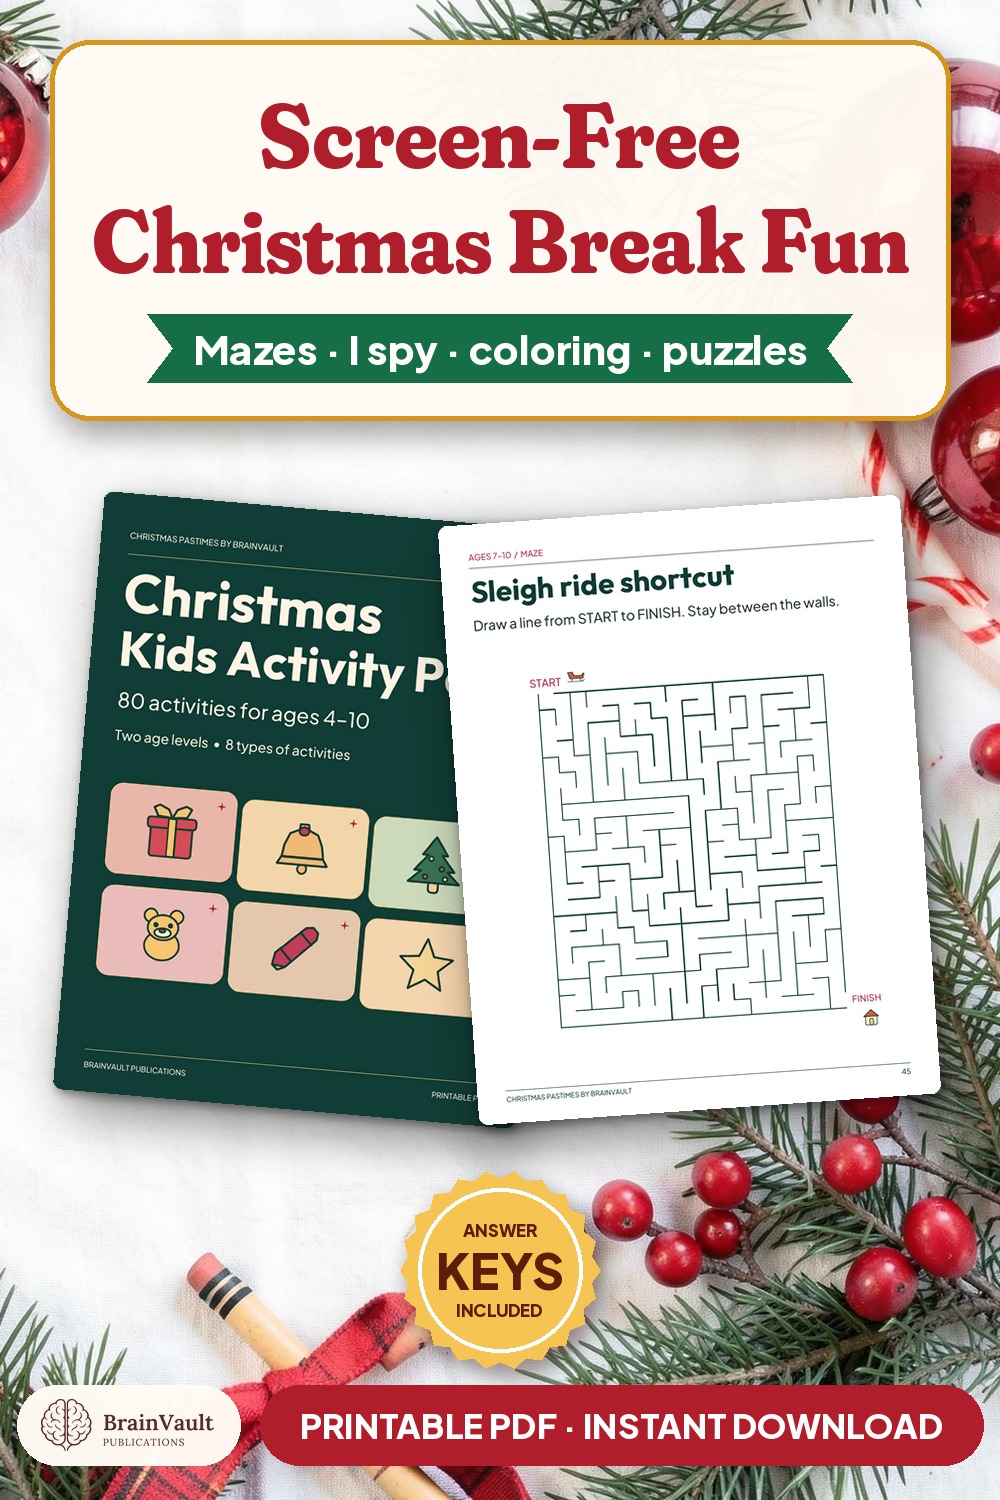 Screen-Free
Christmas Break Fun
Mazes · I spy · coloring · puzzles
CHRISTMAS PASTIMES BY BRAINVAULT
Christmas
Kids Activity P
80 activities for ages 4–10
Two age levels • 8 types of activities
BRAINVAULT PUBLICATIONS
PRINTABLE P
AGES 7–10 / MAZE
Sleigh ride shortcut
Draw a line from START to FINISH. Stay between the walls.
START
FINISH
45
CHRISTMAS PASTIMES BY BRAINVAULT
ANSWER
KEYS
INCLUDED
BrainVault
PUBLICATIONS
PRINTABLE PDF · INSTANT DOWNLOAD